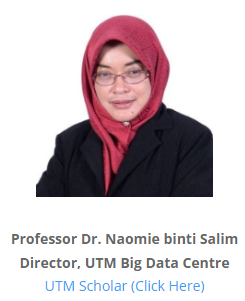 Professor Dr. Naomie binti Salim
Director, UTM Big Data Centre
UTM Scholar (Click Here)